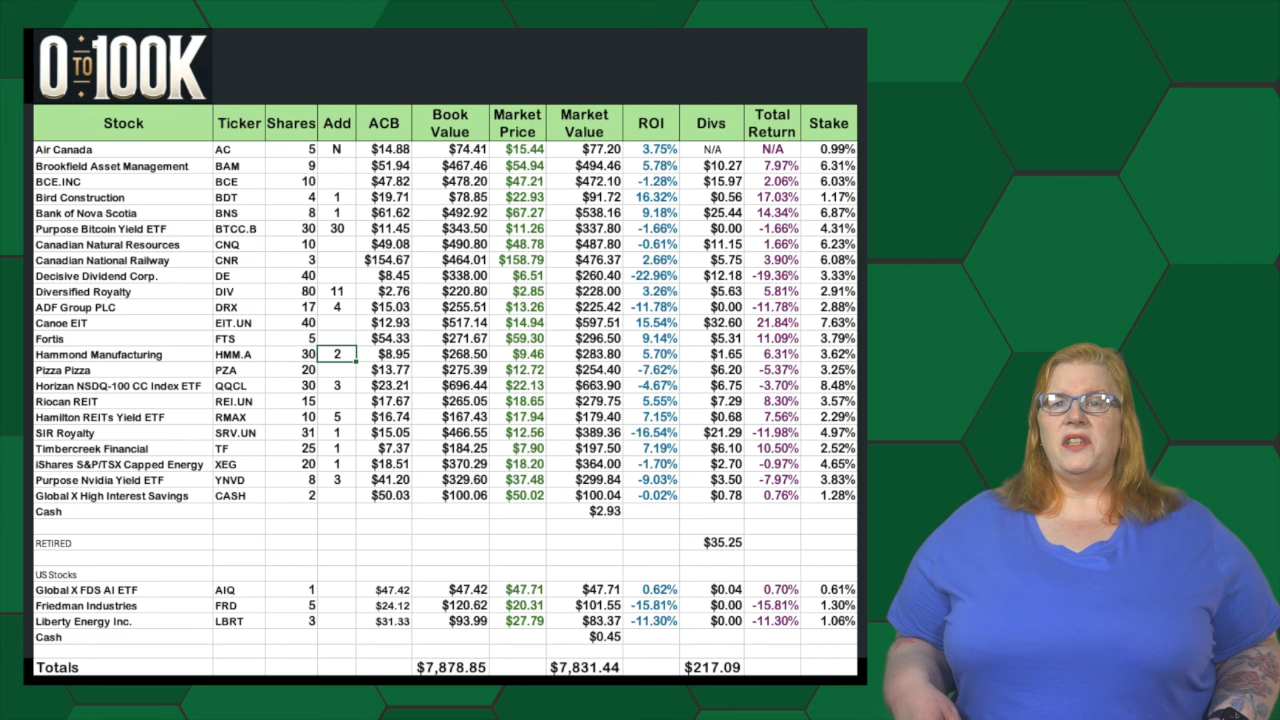 0 TO 100K
Stock Ticker Shares Add ACB Book Value Market Price Market Value ROI Divs Total Return Stake
Air Canada AC 5 N $14.88 $74.41 $15.44 $77.20 3.75% N/A N/A 0.99%
Brookfield Asset Management BAM 9 $51.94 $467.46 $54.94 $494.46 5.78% $10.27 7.97% 6.31%
BCE.INC BCE 10 $47.82 $478.20 $47.21 $472.10 -1.28% $15.97 2.06% 6.03%
Bird Construction BDT 4 1 $19.71 $78.85 $22.93 $91.72 16.32% $0.56 17.03% 1.17%
Bank of Nova Scotia BNS 8 1 $61.62 $492.92 $67.27 $538.16 9.18% $25.44 14.34% 6.87%
Purpose Bitcoin Yield ETF BTCC.B 30 30 $11.45 $343.50 $11.26 $337.80 -1.66% $0.00 -1.66% 4.31%
Canadian Natural Resources CNQ 10 $49.08 $490.80 $48.78 $487.80 -0.61% $11.15 1.66% 6.23%
Canadian National Railway CNR 3 $154.67 $464.01 $158.79 $476.37 2.66% $5.75 3.90% 6.08%
Decisive Dividend Corp. DE 40 $8.45 $338.00 $6.51 $260.40 -22.96% $12.18 -19.36% 3.33%
Diversified Royalty DIV 80 11 $2.76 $220.80 $2.85 $228.00 3.26% $5.63 5.81% 2.91%
ADF Group PLC DRX 17 4 $15.03 $255.51 $13.26 $225.42 -11.78% $0.00 -11.78% 2.88%
Canoe EIT EIT.UN 40 $12.93 $517.14 $14.94 $597.51 15.54% $32.60 21.84% 7.63%
Fortis FTS 5 $54.33 $271.67 $59.30 $296.50 9.14% $5.31 11.09% 3.79%
Hammond Manufacturing HMM.A 30 2 $8.95 $268.50 $9.46 $283.80 5.70% $1.65 6.31% 3.62%
Pizza Pizza PZA 20 $13.77 $275.39 $12.72 $254.40 -7.62% $6.20 -5.37% 3.25%
Horizan NSDQ-100 CC Index ETF QQCL 30 3 $23.21 $696.44 $22.13 $663.90 -4.67% $6.75 -3.70% 8.48%
Riocan REIT REI.UN 15 $17.67 $265.05 $18.65 $279.75 5.55% $7.29 8.30% 3.57%
Hamilton REITs Yield ETF RMAX 10 5 $16.74 $167.43 $17.94 $179.40 7.15% $0.68 7.56% 2.29%
SIR Royalty SRV.UN 31 1 $15.05 $466.55 $12.56 $389.36 -16.54% $21.29 -11.98% 4.97%
Timbercreek Financial TF 25 1 $7.37 $184.25 $7.90 $197.50 7.19% $6.10 10.50% 2.52%
iShares S&P/TSX Capped Energy XEG 20 1 $18.51 $370.29 $18.20 $364.00 -1.70% $2.70 -0.97% 4.65%
Purpose Nvidia Yield ETF YNVD 8 3 $41.20 $329.60 $37.48 $299.84 -9.03% $3.50 -7.97% 3.83%
Global X High Interest Savings CASH 2 $50.03 $100.06 $50.02 $100.04 -0.02% $0.78 0.76% 1.28%
Cash $2.93
RETIRED $35.25
US Stocks
Global X FDS AI ETF AIQ 1 $47.42 $47.42 $47.71 $47.71 0.62% $0.04 0.70% 0.61%
Friedman Industries FRD 5 $24.12 $120.62 $20.31 $101.55 -15.81% $0.00 -15.81% 1.30%
Liberty Energy Inc. LBRT 3 $31.33 $93.99 $27.79 $83.37 -11.30% $0.00 -11.30% 1.06%
Cash $0.45
Totals $7,878.85 $7,831.44 $217.09